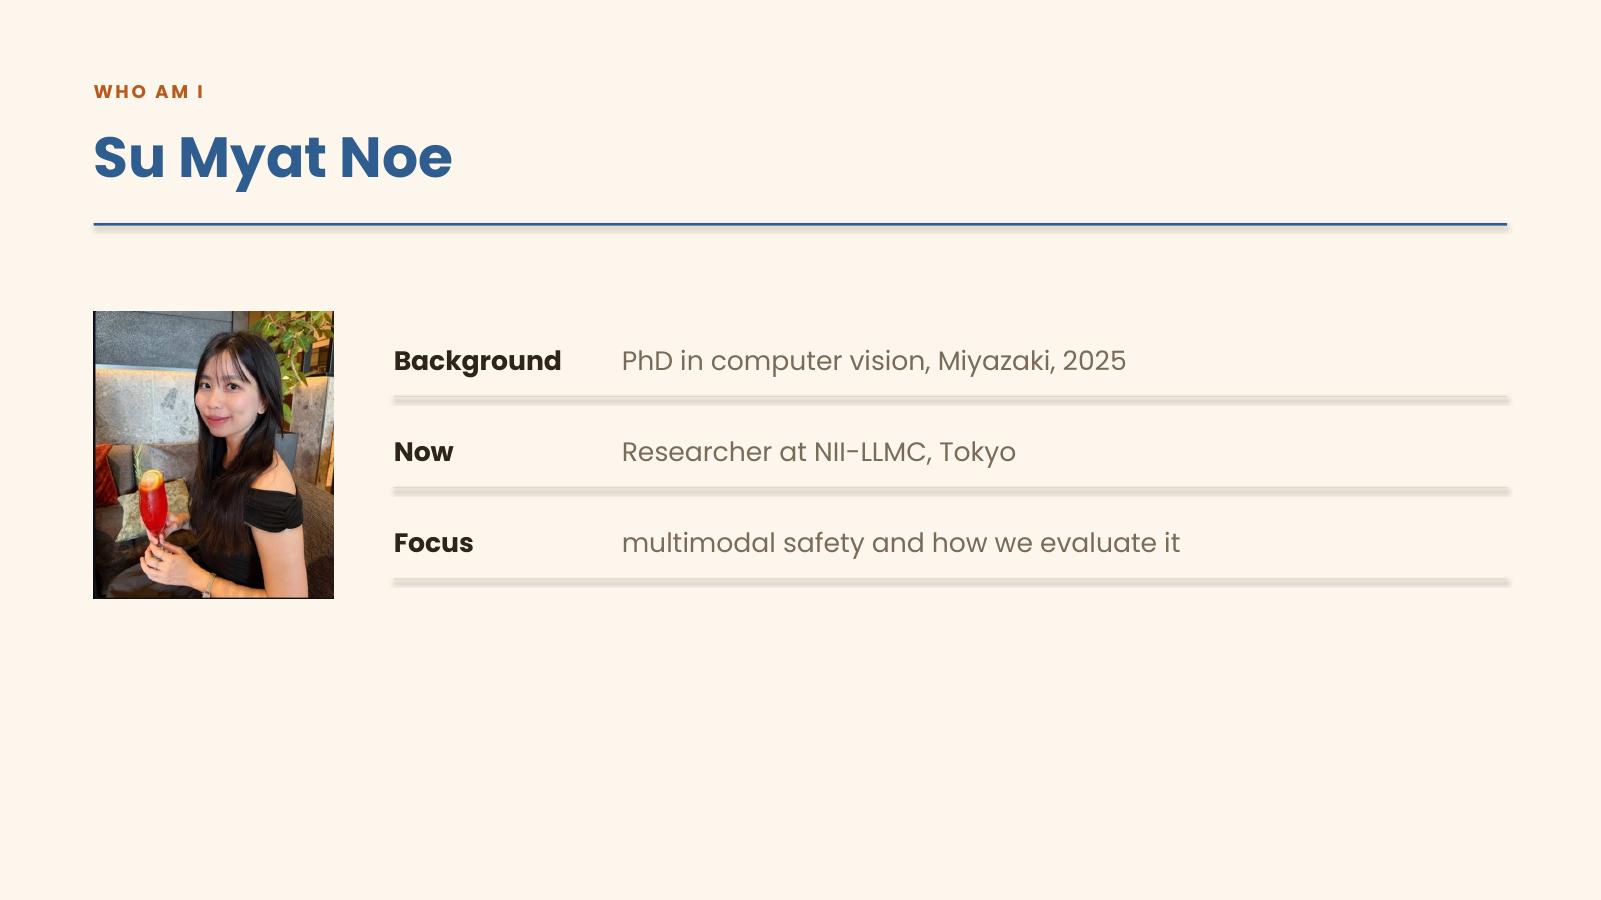 WHO AM I
Su Myat Noe
Background PhD in computer vision, Miyazaki, 2025
Now Researcher at NII-LLMC, Tokyo
Focus multimodal safety and how we evaluate it